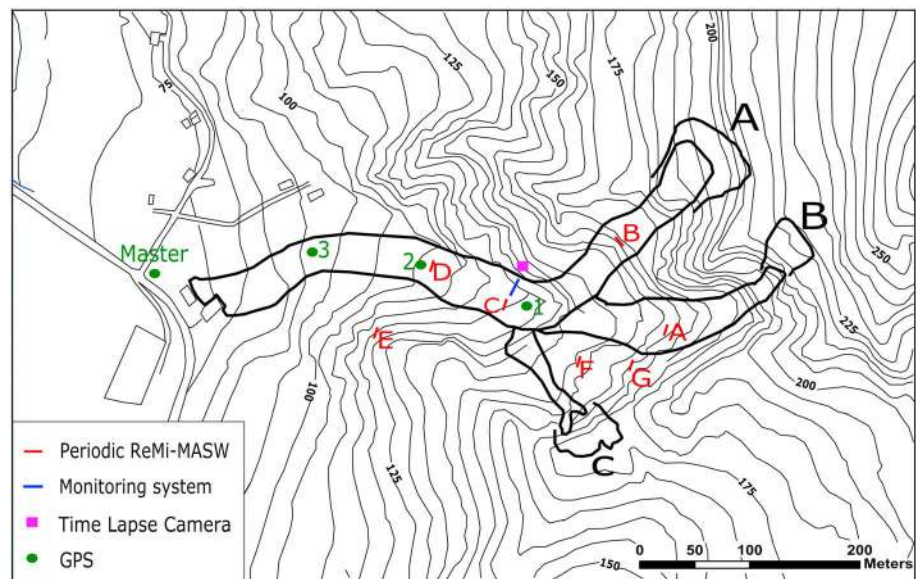 200
175
150
125
A
75
100
B
B
250
Master
3
2
D
C
1
A
225
E
F
G
200
100
C
175
125
150
Periodic ReMi-MASW
Monitoring system
Time Lapse Camera
GPS
0 50 100 200
Meters